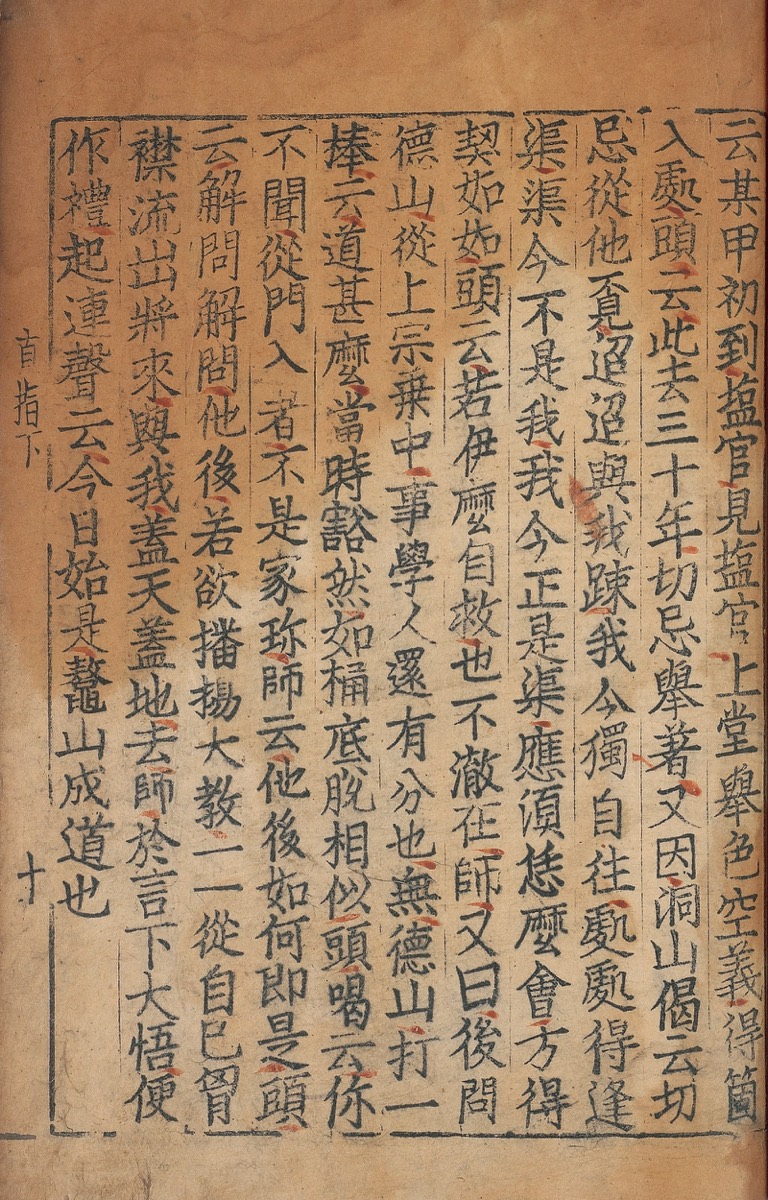 云某甲初到塩官見塩官上堂舉色空義得箇
入處頭云此去三十年切忌舉著又因洞山偈云切
忌從他覔迢迢與我踈我今獨自往處處得逢
渠渠今不是我我今正是渠應湏恁麼會方得
契如如頭云若伊麼自救也不澈在師又曰後問
德山從上宗乗中事學人還有分也無德山打一
捧云道甚麼當時豁然如桶底脫相似頭喝云你
不聞從門入者不是家珎師云他後如何即是頭
云解問解問他後若欲播揚大教一一從自已胷
襟流出將來與我蓋天蓋地去師於言下大悟便
作禮起連聲云今日始是鼇山成道也
直指下
十